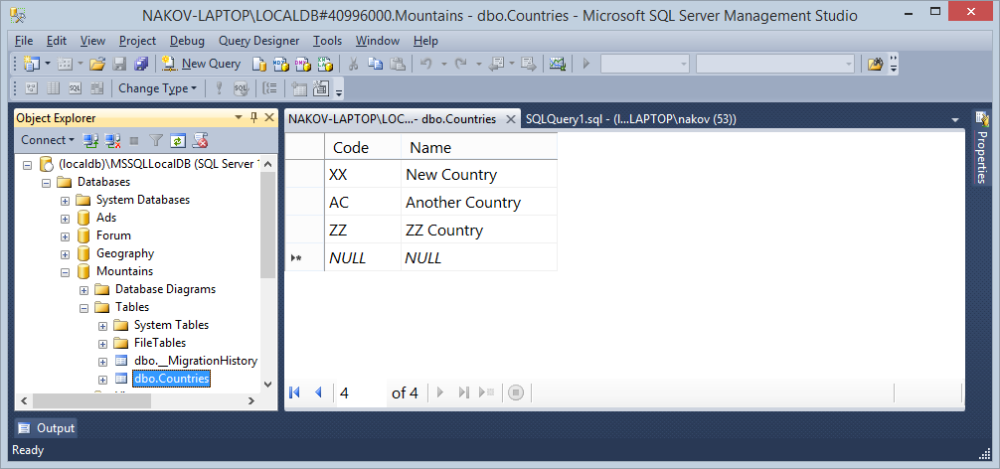 NAKOV-LAPTOP\LOCALDB#40996000.Mountains - dbo.Countries - Microsoft SQL Server Management Studio
File Edit View Project Debug Query Designer Tools Window Help
New Query
Change Type
Object Explorer
Connect
(localdb)\MSSQLLocalDB (SQL Server 1
Databases
System Databases
Ads
Forum
Geography
Mountains
Database Diagrams
Tables
System Tables
FileTables
dbo.__MigrationHistory
dbo.Countries
NAKOV-LAPTOP\LOC...- dbo.Countries
SQLQuery1.sql - (l...LAPTOP\nakov (53))
Code Name
XX New Country
AC Another Country
ZZ ZZ Country
NULL NULL
4 of 4
Properties
Output
Ready